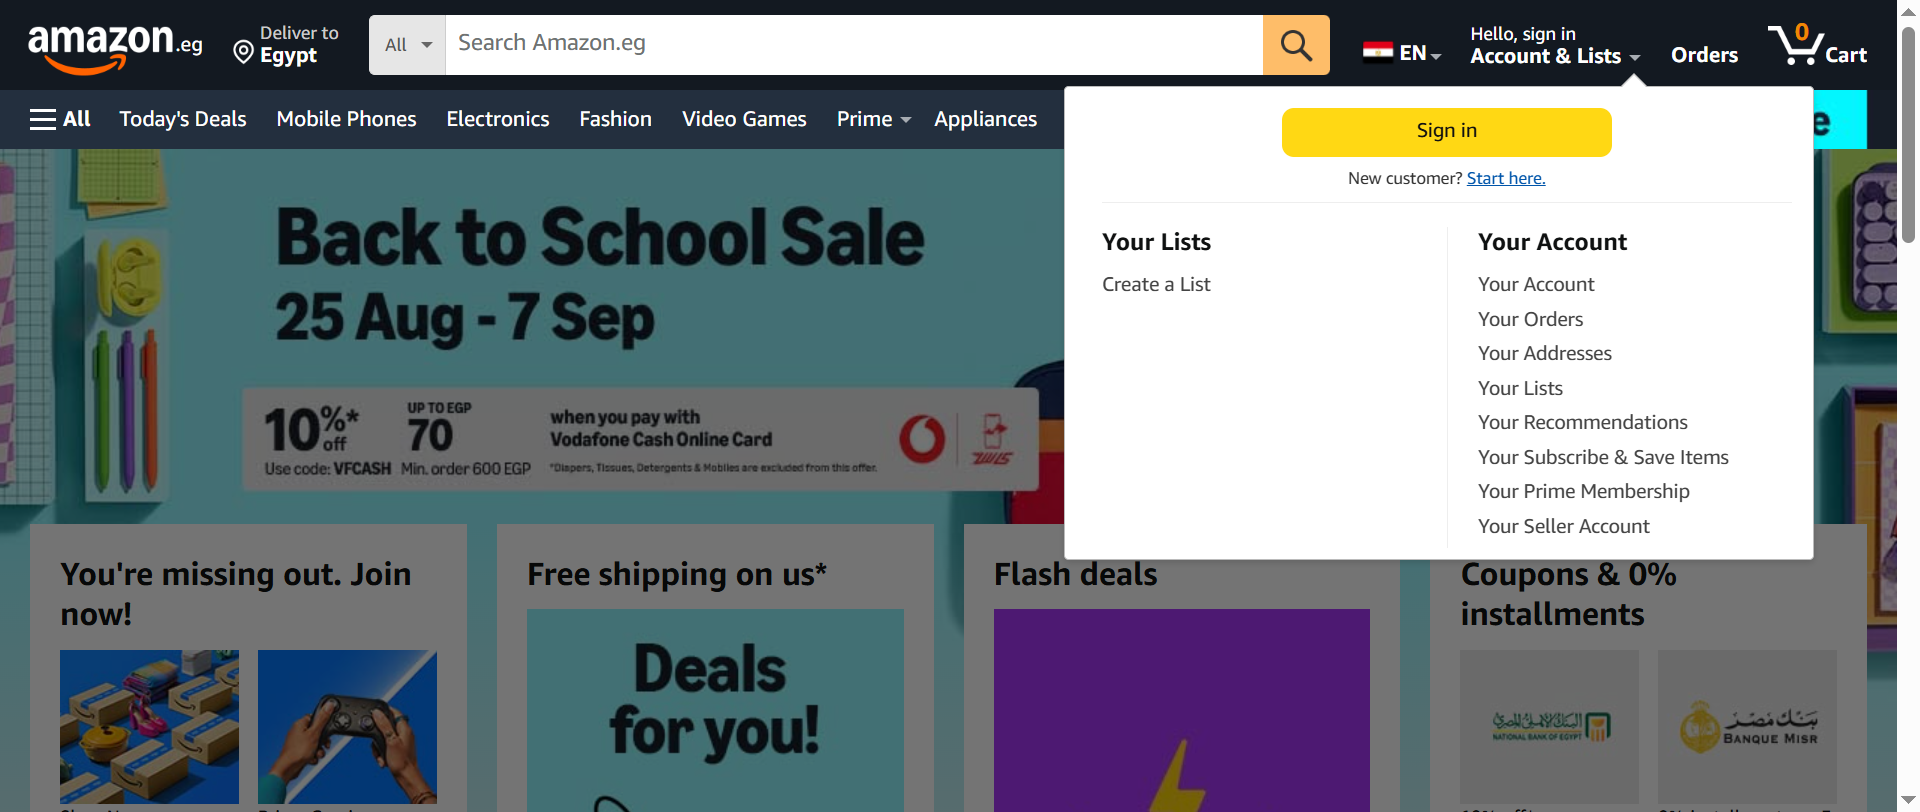 amazon.eg
Deliver to
Egypt
All
Search Amazon.eg
EN
Hello, sign in
Account & Lists
Orders
0
Cart
All
Today's Deals
Mobile Phones
Electronics
Fashion
Video Games
Prime
Appliances
Sign in
New customer? Start here.
Your Lists
Create a List
Your Account
Your Account
Your Orders
Your Addresses
Your Lists
Your Recommendations
Your Subscribe & Save Items
Your Prime Membership
Your Seller Account
Back to School Sale
25 Aug - 7 Sep
10%* off
Use code: VFCASH
UP TO EGP
70
Min. order 600 EGP
when you pay with
Vodafone Cash Online Card
*Diapers, Tissues, Detergents & Mobiles are excluded from this offer.
You're missing out. Join
now!
Free shipping on us*
Deals
for you!
Flash deals
Coupons & 0%
installments
البنك الأهلي المصري
NATIONAL BANK OF EGYPT
بنك مصر
BANQUE MISR